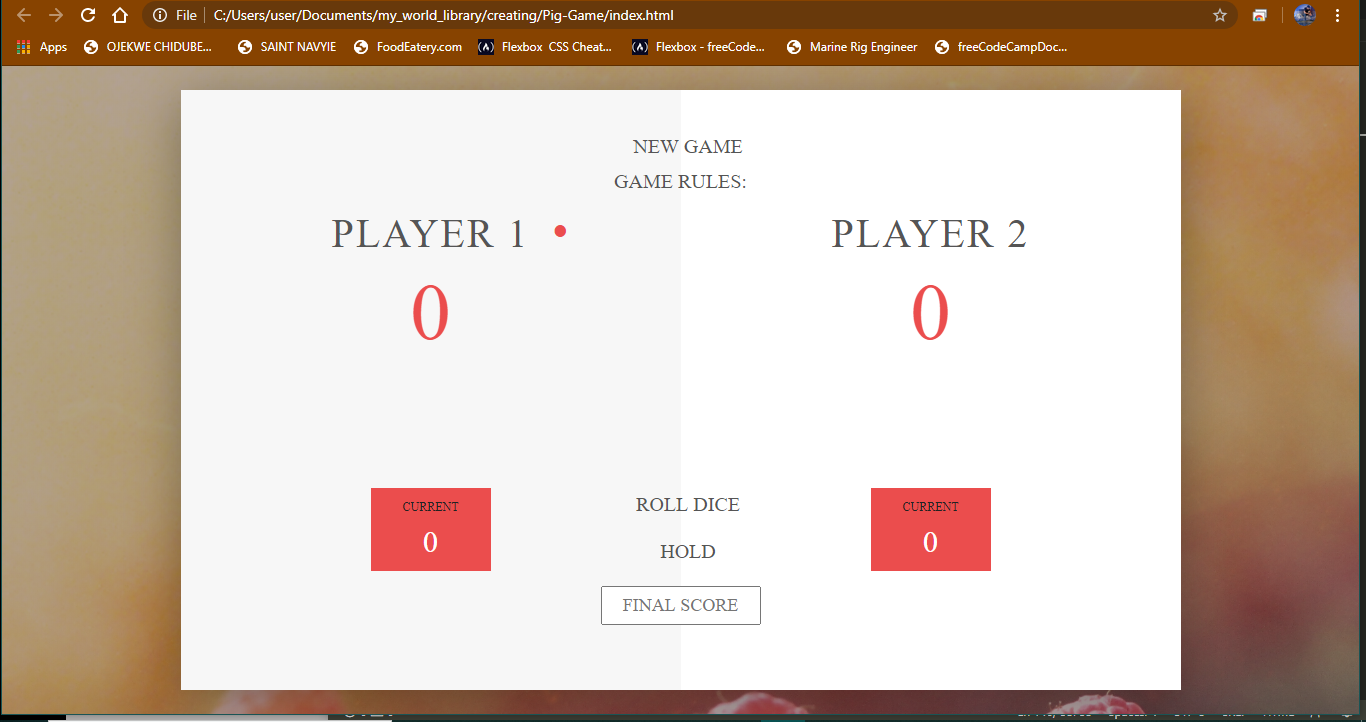 File C:/Users/user/Documents/my_world_library/creating/Pig-Game/index.html
Apps OJEKWE CHIDUBE... SAINT NAVYIE FoodEatery.com Flexbox CSS Cheat... Flexbox - freeCode... Marine Rig Engineer freeCodeCampDoc...
NEW GAME
GAME RULES:
PLAYER 1 PLAYER 2
0 0
CURRENT ROLL DICE CURRENT
0 HOLD 0
FINAL SCORE